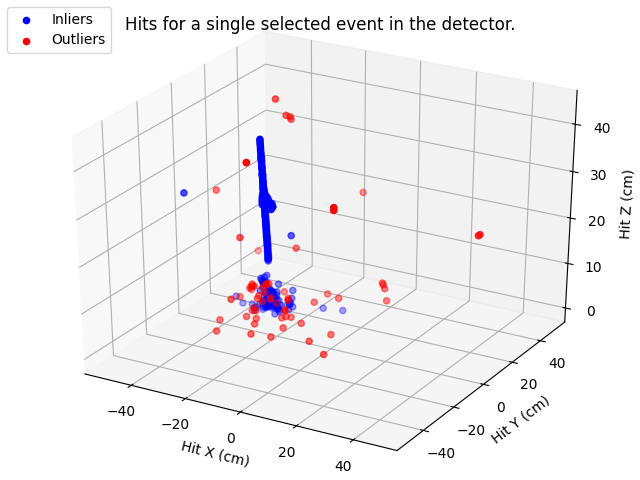 Hits for a single selected event in the detector.
Inliers
Outliers
40
30
20
10
0
Hit Z (cm)
−40
−20
0
20
40
Hit X (cm)
40
20
0
−20
−40
Hit Y (cm)